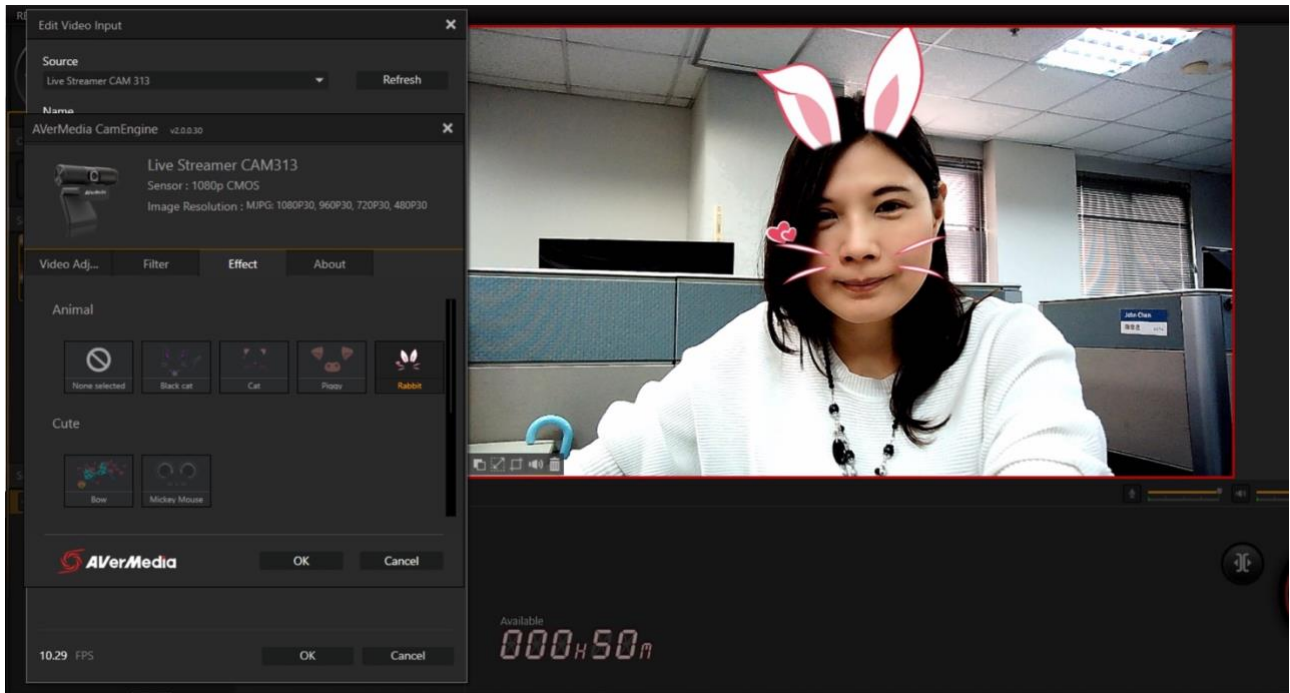 Edit Video Input
Source
Live Streamer CAM 313
Refresh
Name
AVerMedia CamEngine v2.0.0.30
Live Streamer CAM313
Sensor : 1080p CMOS
Image Resolution : MJPG: 1080P30, 960P30, 720P30, 480P30
Video Adj... Filter Effect About
Animal
None selected Black cat Cat Piggy Rabbit
Cute
Bow Mickey Mouse
AVerMedia
OK Cancel
10.29 FPS
OK Cancel
John Chen
Available
000H50m